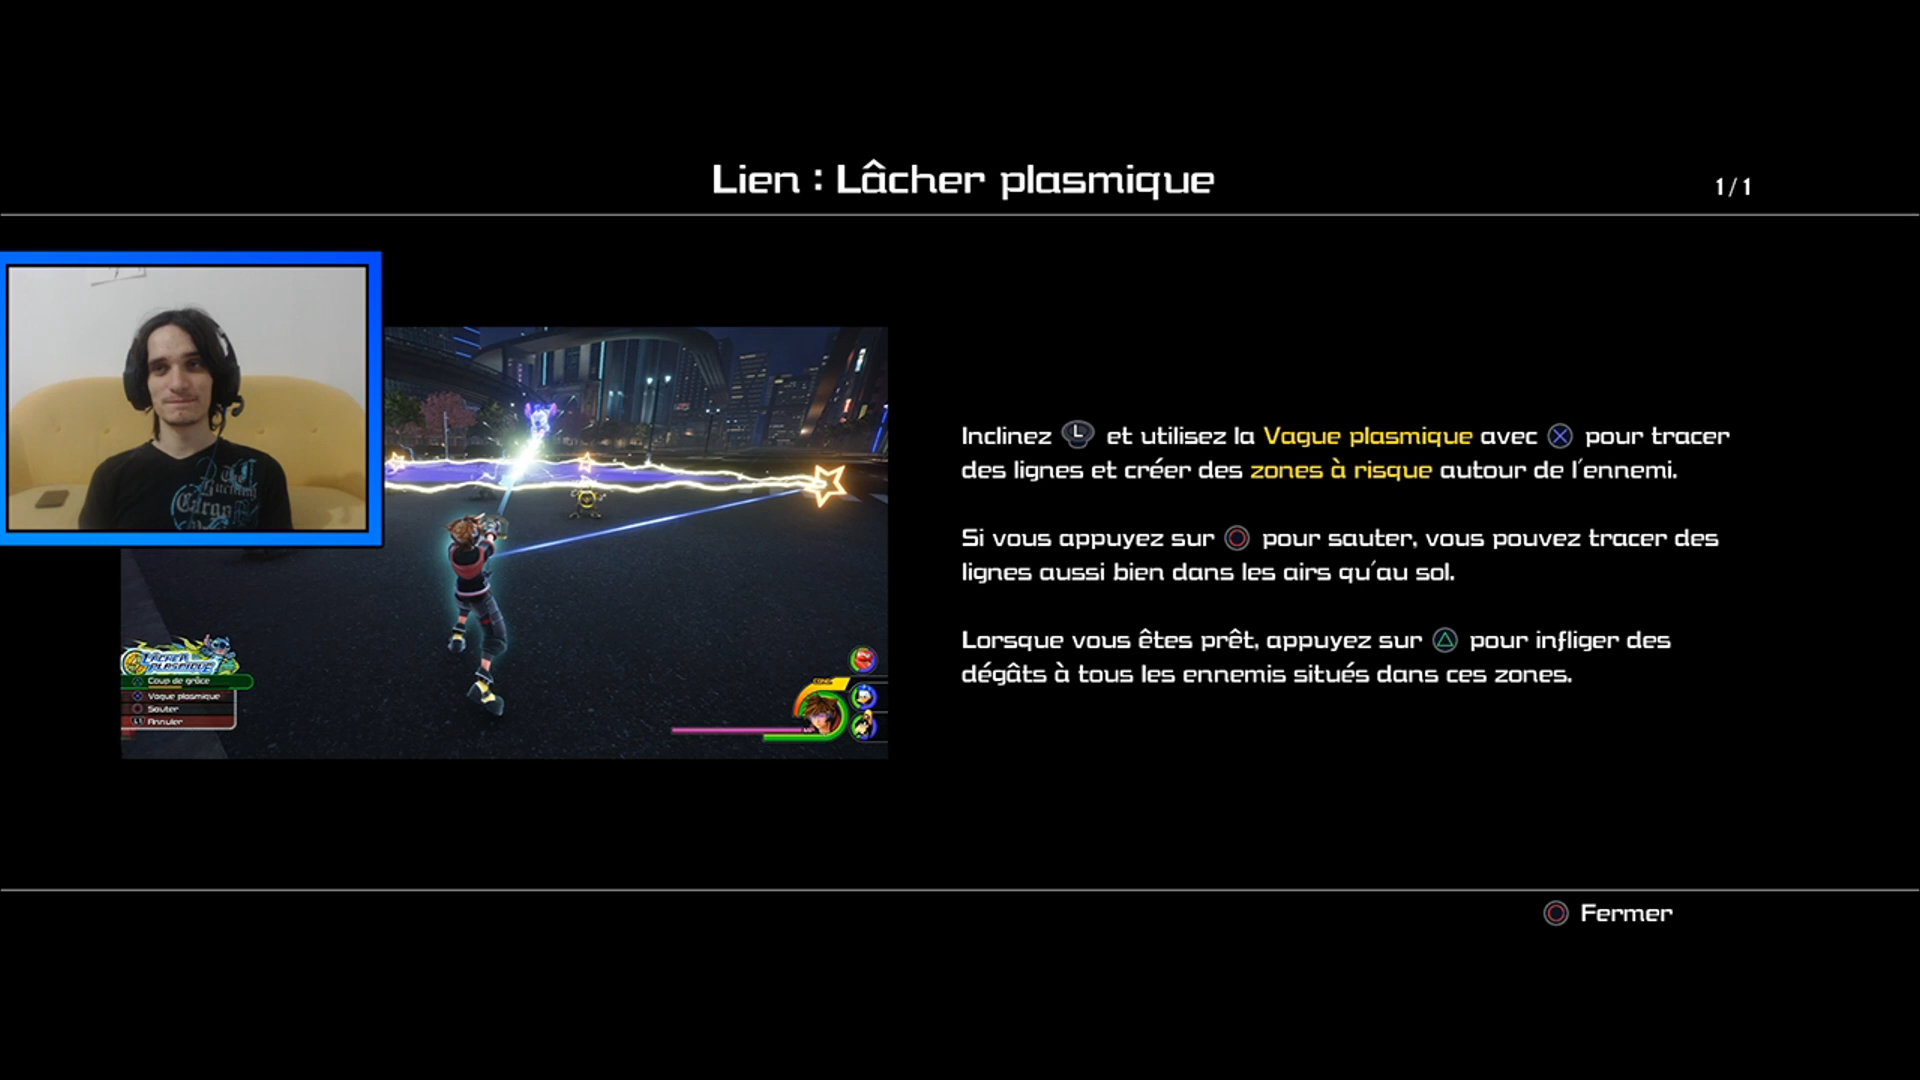 Lien : Lâcher plasmique
1/1
Inclinez L et utilisez la Vague plasmique avec pour tracer
des lignes et créer des zones à risque autour de l'ennemi.
Si vous appuyez sur pour sauter, vous pouvez tracer des
lignes aussi bien dans les airs qu'au sol.
Lorsque vous êtes prêt, appuyez sur pour infliger des
dégâts à tous les ennemis situés dans ces zones.
LÂCHER
PLASMIQUE
Coup de grâce
Vague plasmique
Sauter
L1 Annuler
Fermer